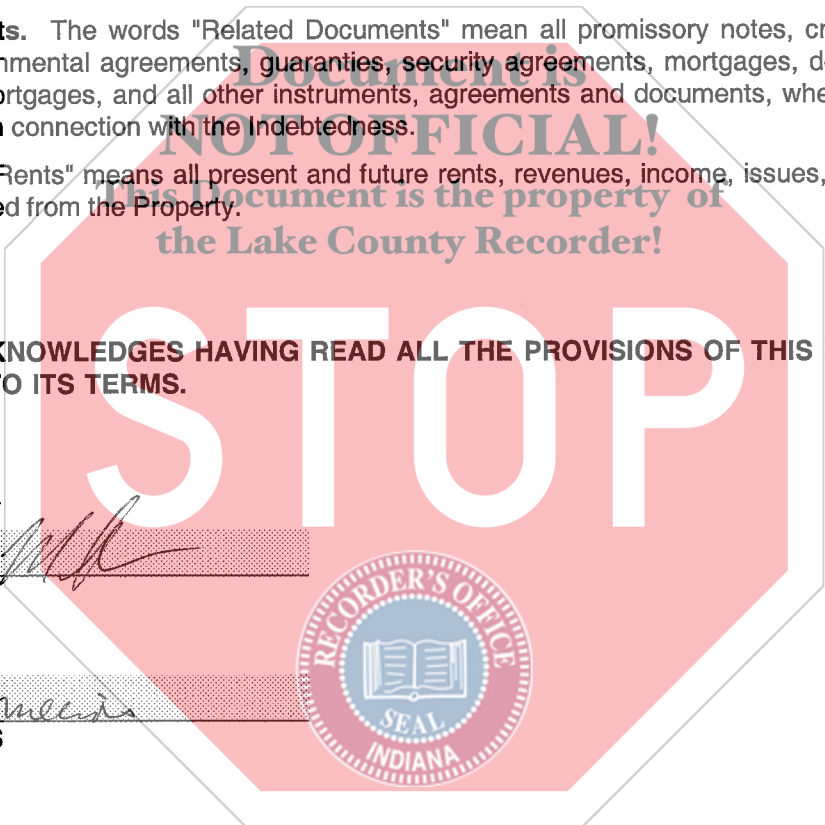 ts. The words "Related Documents" mean all promissory notes, cr
nmental agreements, guaranties, security agreements, mortgages, d
ortgages, and all other instruments, agreements and documents, whe
n connection with the Indebtedness.
Rents" means all present and future rents, revenues, income, issues,
ed from the Property.
Document is
NOT OFFICIAL!
This Document is the property of
the Lake County Recorder!
STOP
KNOWLEDGES HAVING READ ALL THE PROVISIONS OF THIS
TO ITS TERMS.
RECORDER'S OFFICE
SEAL
INDIANA
S